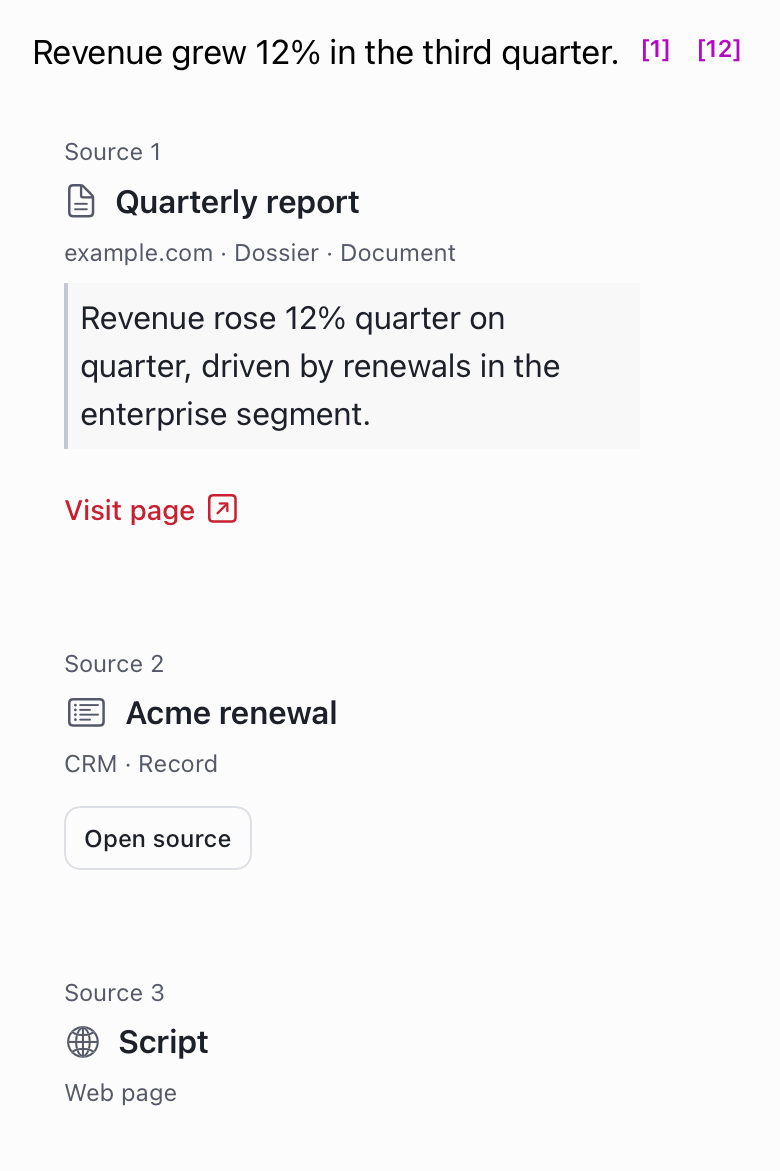 Revenue grew 12% in the third quarter. [1] [12]
Source 1
Quarterly report
example.com · Dossier · Document
Revenue rose 12% quarter on
quarter, driven by renewals in the
enterprise segment.
Visit page
Source 2
Acme renewal
CRM · Record
Open source
Source 3
Script
Web page